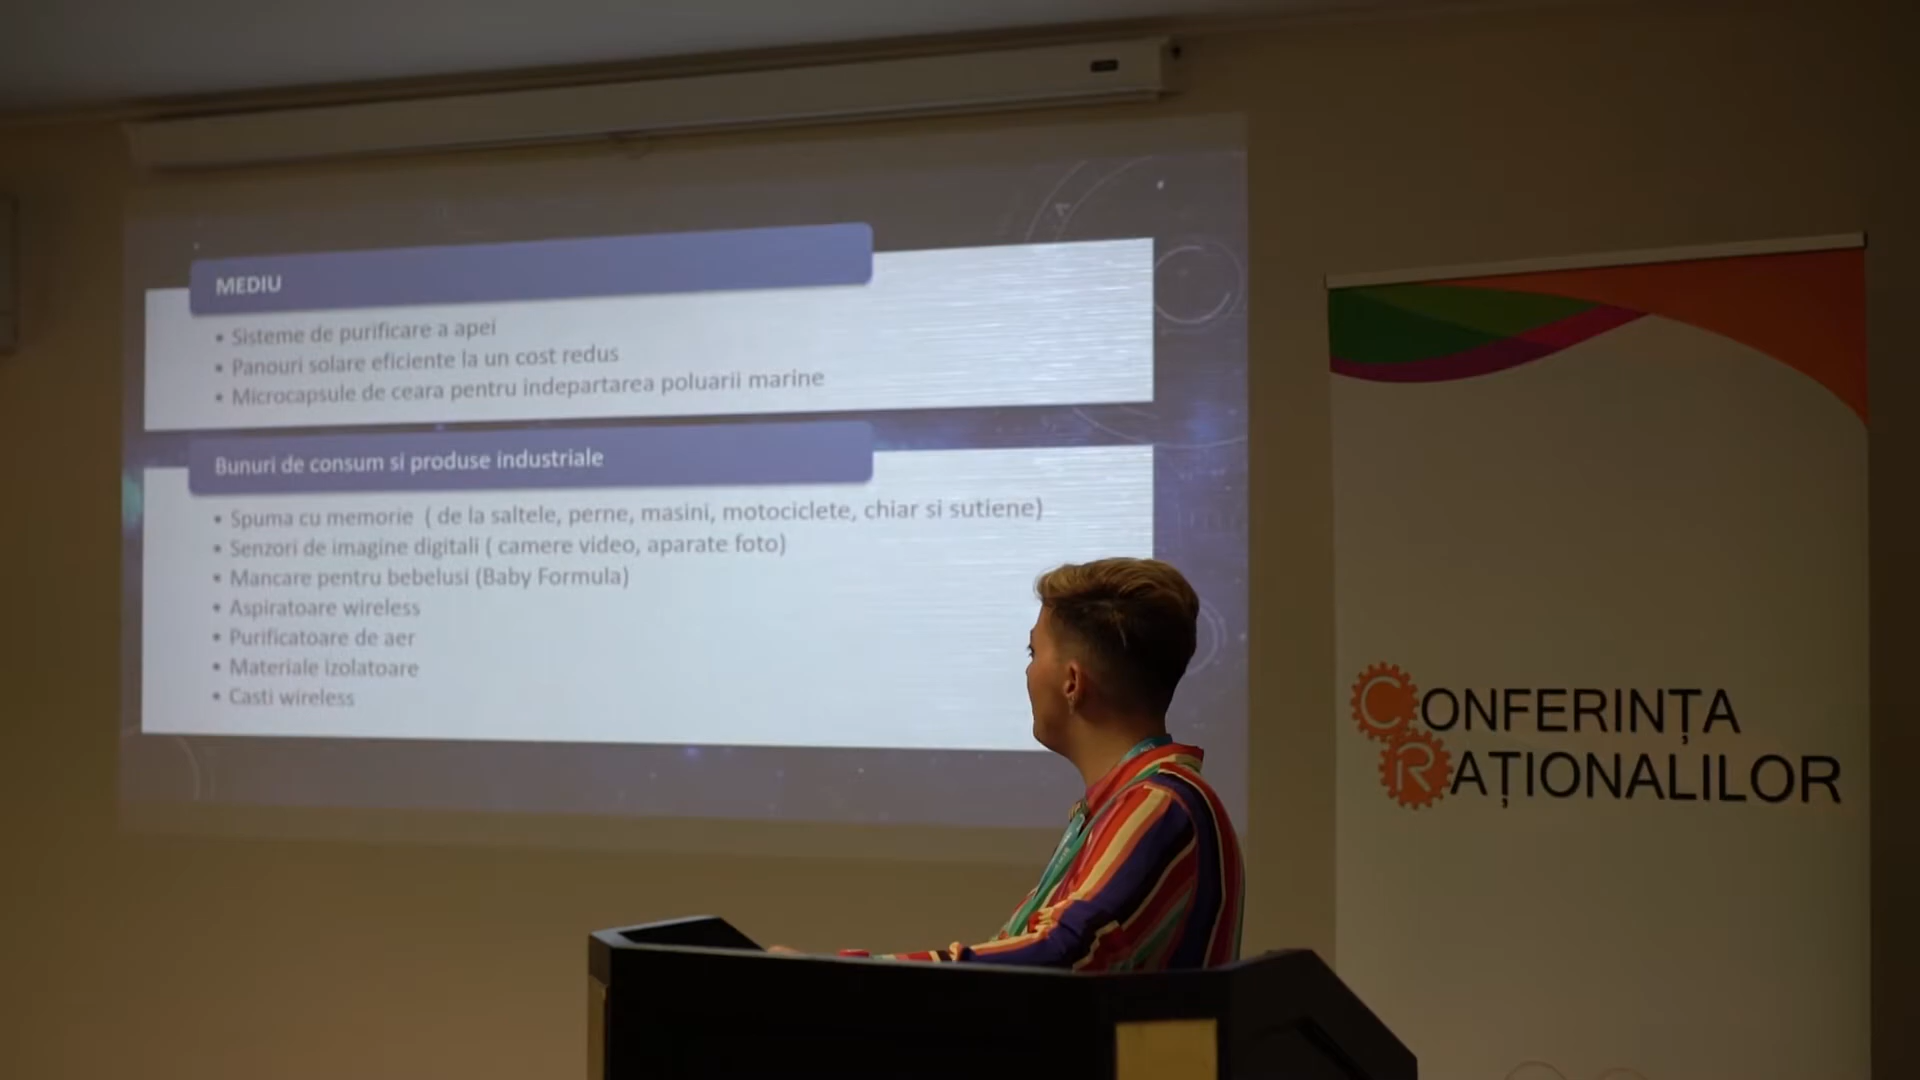 MEDIU
• Sisteme de purificare a apei
• Panouri solare eficiente la un cost redus
• Microcapsule de ceara pentru indepartarea poluarii marine
Bunuri de consum si produse industriale
• Spuma cu memorie ( de la saltele, perne, masini, motociclete, chiar si sutiene)
• Senzori de imagine digitali ( camere video, aparate foto)
• Mancare pentru bebelusi (Baby Formula)
• Aspiratoare wireless
• Purificatoare de aer
• Materiale izolatoare
• Casti wireless
CONFERINȚA
RAȚIONALILOR